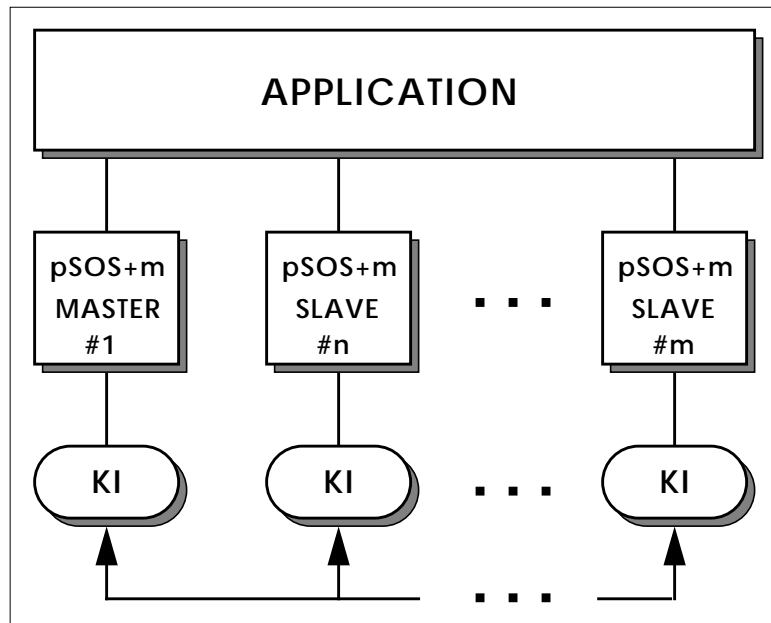 APPLICATION
pSOS+m
MASTER
#1
pSOS+m
SLAVE
#n
. . .
pSOS+m
SLAVE
#m
KI
KI
. . .
KI
. . .